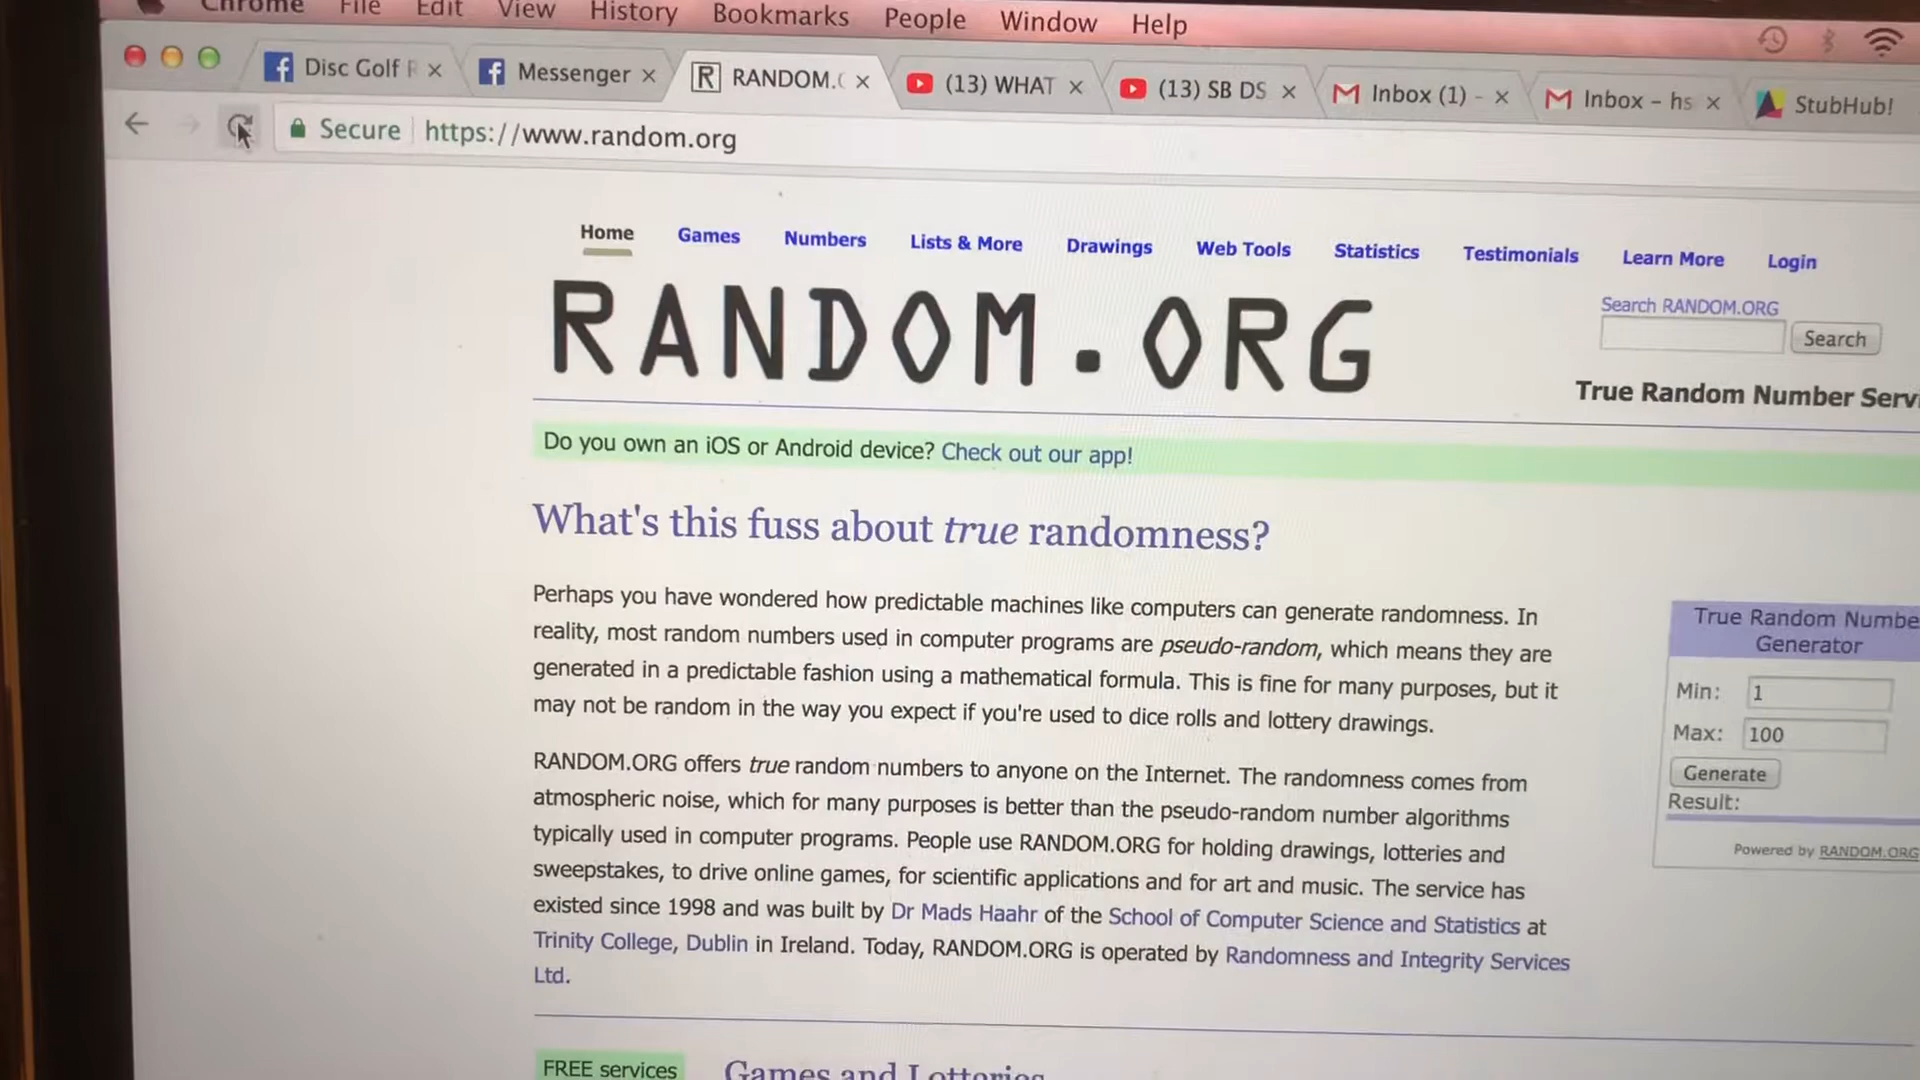 Chrome File Edit View History Bookmarks People Window Help
Disc Golf Messenger RANDOM. (13) WHAT (13) SB DS Inbox (1) - Inbox - hs StubHub!
Secure https://www.random.org
Home Games Numbers Lists & More Drawings Web Tools Statistics Testimonials Learn More Login
RANDOM.ORG
Search RANDOM.ORG
Search
True Random Number Servi
Do you own an iOS or Android device? Check out our app!
What's this fuss about true randomness?
Perhaps you have wondered how predictable machines like computers can generate randomness. In
reality, most random numbers used in computer programs are pseudo-random, which means they are
generated in a predictable fashion using a mathematical formula. This is fine for many purposes, but it
may not be random in the way you expect if you're used to dice rolls and lottery drawings.
RANDOM.ORG offers true random numbers to anyone on the Internet. The randomness comes from
atmospheric noise, which for many purposes is better than the pseudo-random number algorithms
typically used in computer programs. People use RANDOM.ORG for holding drawings, lotteries and
sweepstakes, to drive online games, for scientific applications and for art and music. The service has
existed since 1998 and was built by Dr Mads Haahr of the School of Computer Science and Statistics at
Trinity College, Dublin in Ireland. Today, RANDOM.ORG is operated by Randomness and Integrity Services
Ltd.
True Random Numbe
Generator
Min: 1
Max: 100
Generate
Result:
Powered by RANDOM.ORG
FREE services
Games and Lotteries